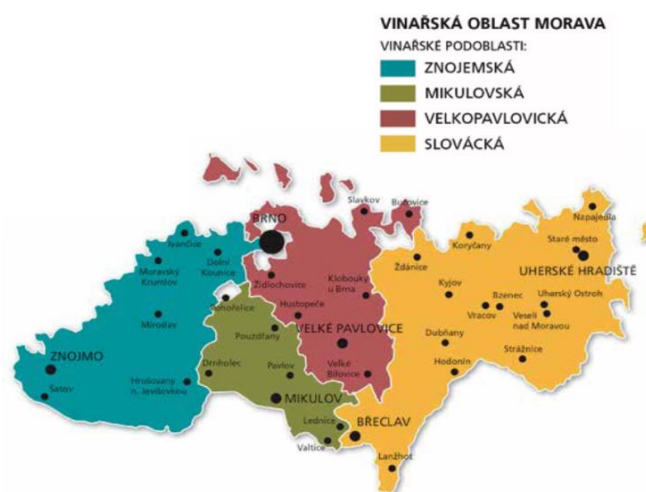 VINAŘSKÁ OBLAST MORAVA
VINAŘSKÉ PODOBLASTI:
ZNOJEMSKÁ
MIKULOVSKÁ
VELKOPAVLOVICKÁ
SLOVÁCKÁ
Slavkov
Bučovice
Napajedla
BRNO
Ivančice
Koryčany
Staré město
Dolní
Kounice
Ždánice
UHERSKÉ HRADIŠTĚ
Moravský
Krumlov
Židlochovice
Klobouky
u Brna
Kyjov
Bzenec
Uherský Ostroh
Pohořelice
Hustopeče
Vracov
Veselí
nad Moravou
Miroslav
Pouzdřany
VELKÉ PAVLOVICE
Dubňany
Strážnice
ZNOJMO
Drnholec
Pavlov
Velké
Bílovice
Hodonín
Šatov
Hrušovany
n. Jevišovkou
MIKULOV
Lednice
BŘECLAV
Valtice
Lanžhot